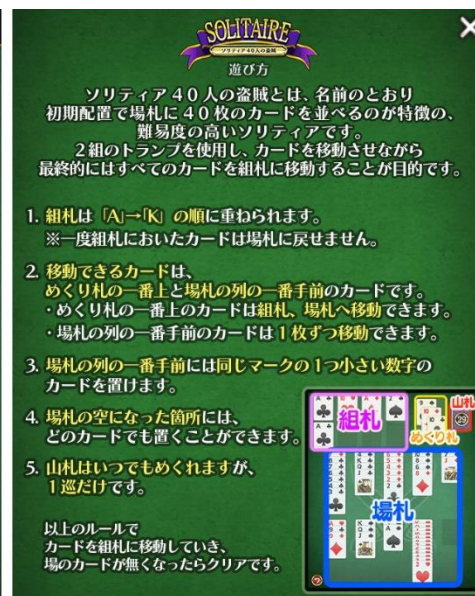 SOLITAIRE
ソリティア40人の盗賊
遊び方
ソリティア40人の盗賊とは、名前のとおり
初期配置で場札に40枚のカードを並べるのが特徴の、
難易度の高いソリティアです。
2組のトランプを使用し、カードを移動させながら
最終的にはすべてのカードを組札に移動することが目的です。
1. 組札は「A」→「K」の順に重ねられます。
※一度組札においたカードは場札に戻せません。
2. 移動できるカードは、
めくり札の一番上と場札の列の一番手前のカードです。
・めくり札の一番上のカードは組札、場札へ移動できます。
・場札の列の一番手前のカードは1枚ずつ移動できます。
3. 場札の列の一番手前には同じマークの1つ小さい数字の
カードを置けます。
4. 場札の空になった箇所には、
どのカードでも置くことができます。
5. 山札はいつでもめくれますが、
1巡だけです。
以上のルールで
カードを組札に移動していき、
場のカードが無くなったらクリアです。
組札
めくり札
山札
39
場札